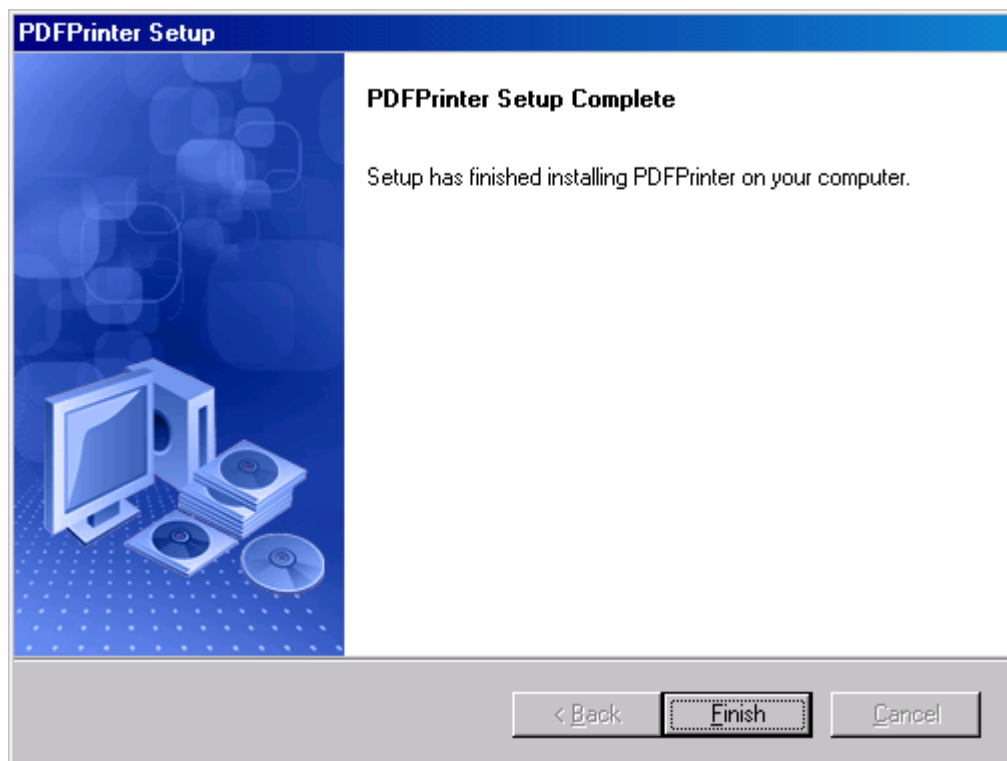 PDFPrinter Setup
PDFPrinter Setup Complete
Setup has finished installing PDFPrinter on your computer.
< Back
Finish
Cancel